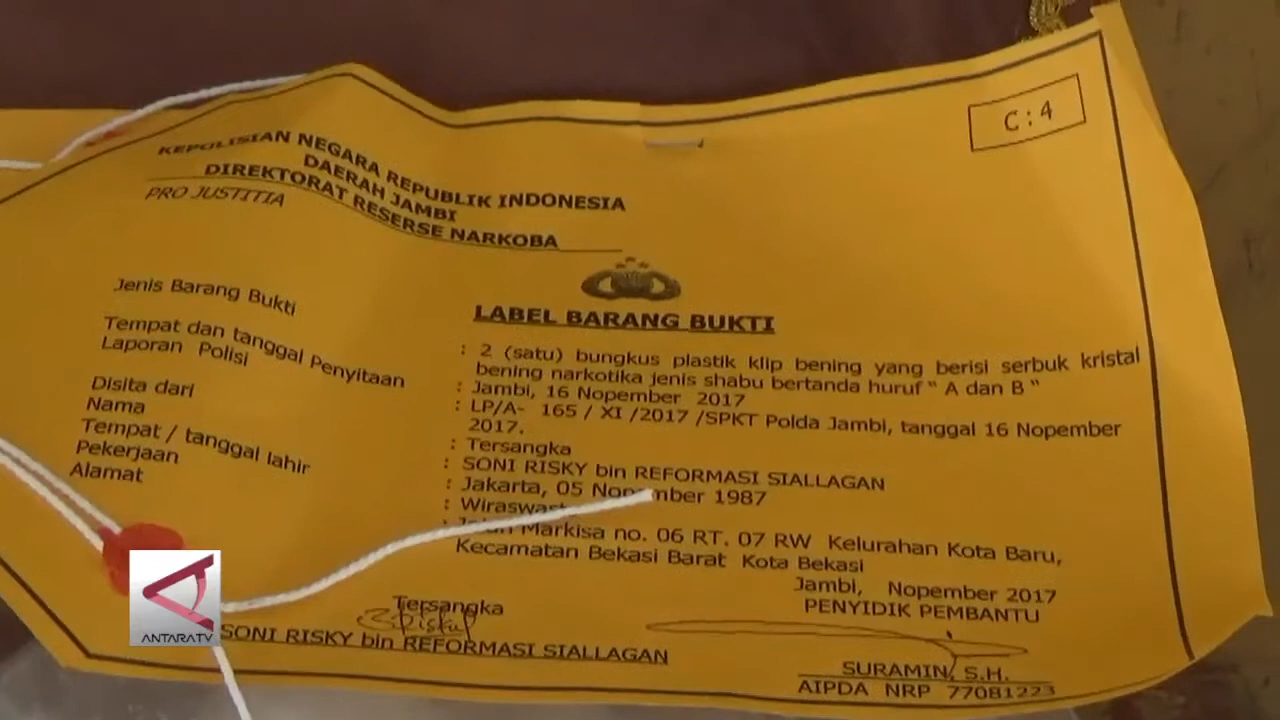 C : 4
KEPOLISIAN NEGARA REPUBLIK INDONESIA
DAERAH JAMBI
DIREKTORAT RESERSE NARKOBA
PRO JUSTITIA
LABEL BARANG BUKTI
Jenis Barang Bukti : 2 (satu) bungkus plastik klip bening yang berisi serbuk kristal
bening narkotika jenis shabu bertanda huruf " A dan B "
Tempat dan tanggal Penyitaan : Jambi, 16 Nopember 2017
Laporan Polisi : LP/A- 165 / XI /2017 /SPKT Polda Jambi, tanggal 16 Nopember
2017.
Disita dari : Tersangka
Nama : SONI RISKY bin REFORMASI SIALLAGAN
Tempat / tanggal lahir : Jakarta, 05 Nopember 1987
Pekerjaan : Wiraswasta
Alamat : Jalan Markisa no. 06 RT. 07 RW Kelurahan Kota Baru,
Kecamatan Bekasi Barat Kota Bekasi
Jambi, Nopember 2017
Tersangka
PENYIDIK PEMBANTU
SONI RISKY bin REFORMASI SIALLAGAN
SURAMIN, S.H.
AIPDA NRP 77081223
ANTARA TV